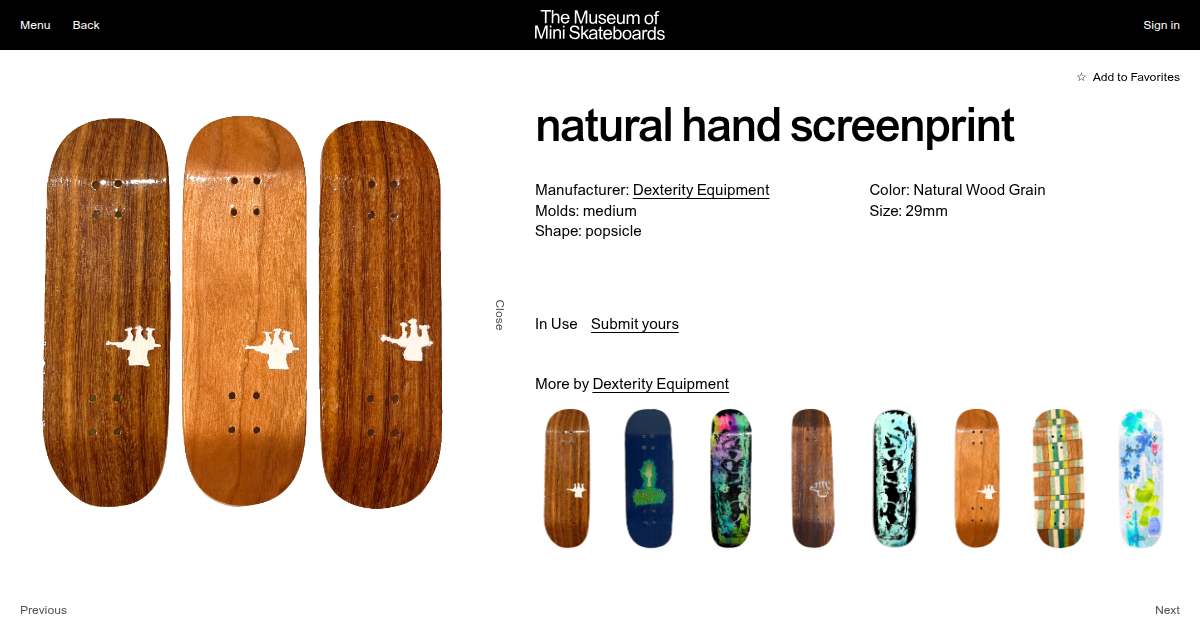 Menu
Back
The Museum of
Mini Skateboards
Sign in
☆ Add to Favorites
natural hand screenprint
Manufacturer: Dexterity Equipment
Molds: medium
Shape: popsicle
Color: Natural Wood Grain
Size: 29mm
Close
In Use
Submit yours
More by Dexterity Equipment
Previous
Next